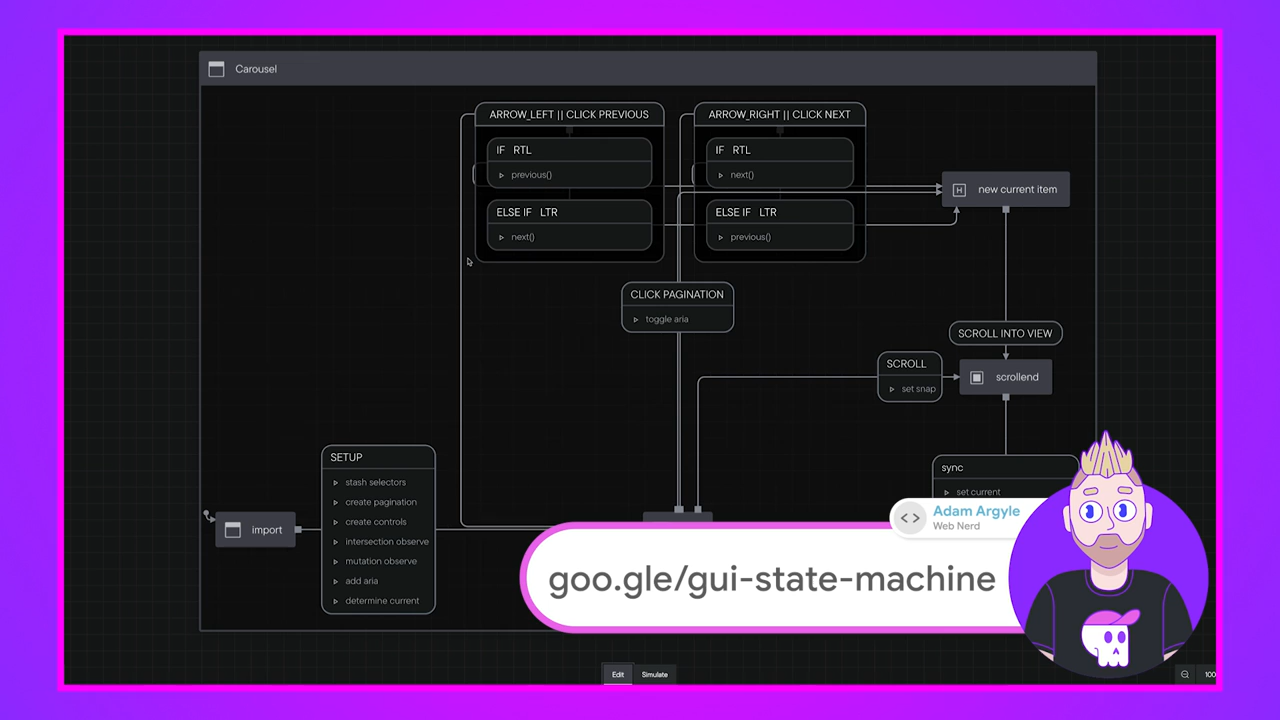 Carousel
ARROW_LEFT || CLICK PREVIOUS
IF RTL
previous()
ELSE IF LTR
next()
ARROW_RIGHT || CLICK NEXT
IF RTL
next()
ELSE IF LTR
previous()
H new current item
CLICK PAGINATION
toggle aria
SCROLL INTO VIEW
SCROLL
set snap
scrollend
SETUP
stash selectors
create pagination
create controls
intersection observe
mutation observe
add aria
determine current
import
sync
set current
<> Adam Argyle
Web Nerd
goo.gle/gui-state-machine
Edit
Simulate
100